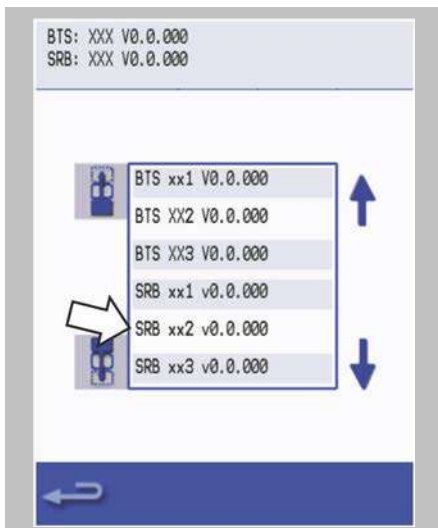 BTS: XXX V0.0.000
SRB: XXX V0.0.000
BTS xx1 V0.0.000
BTS XX2 V0.0.000
BTS XX3 V0.0.000
SRB xx1 v0.0.000
SRB xx2 v0.0.000
SRB xx3 v0.0.000